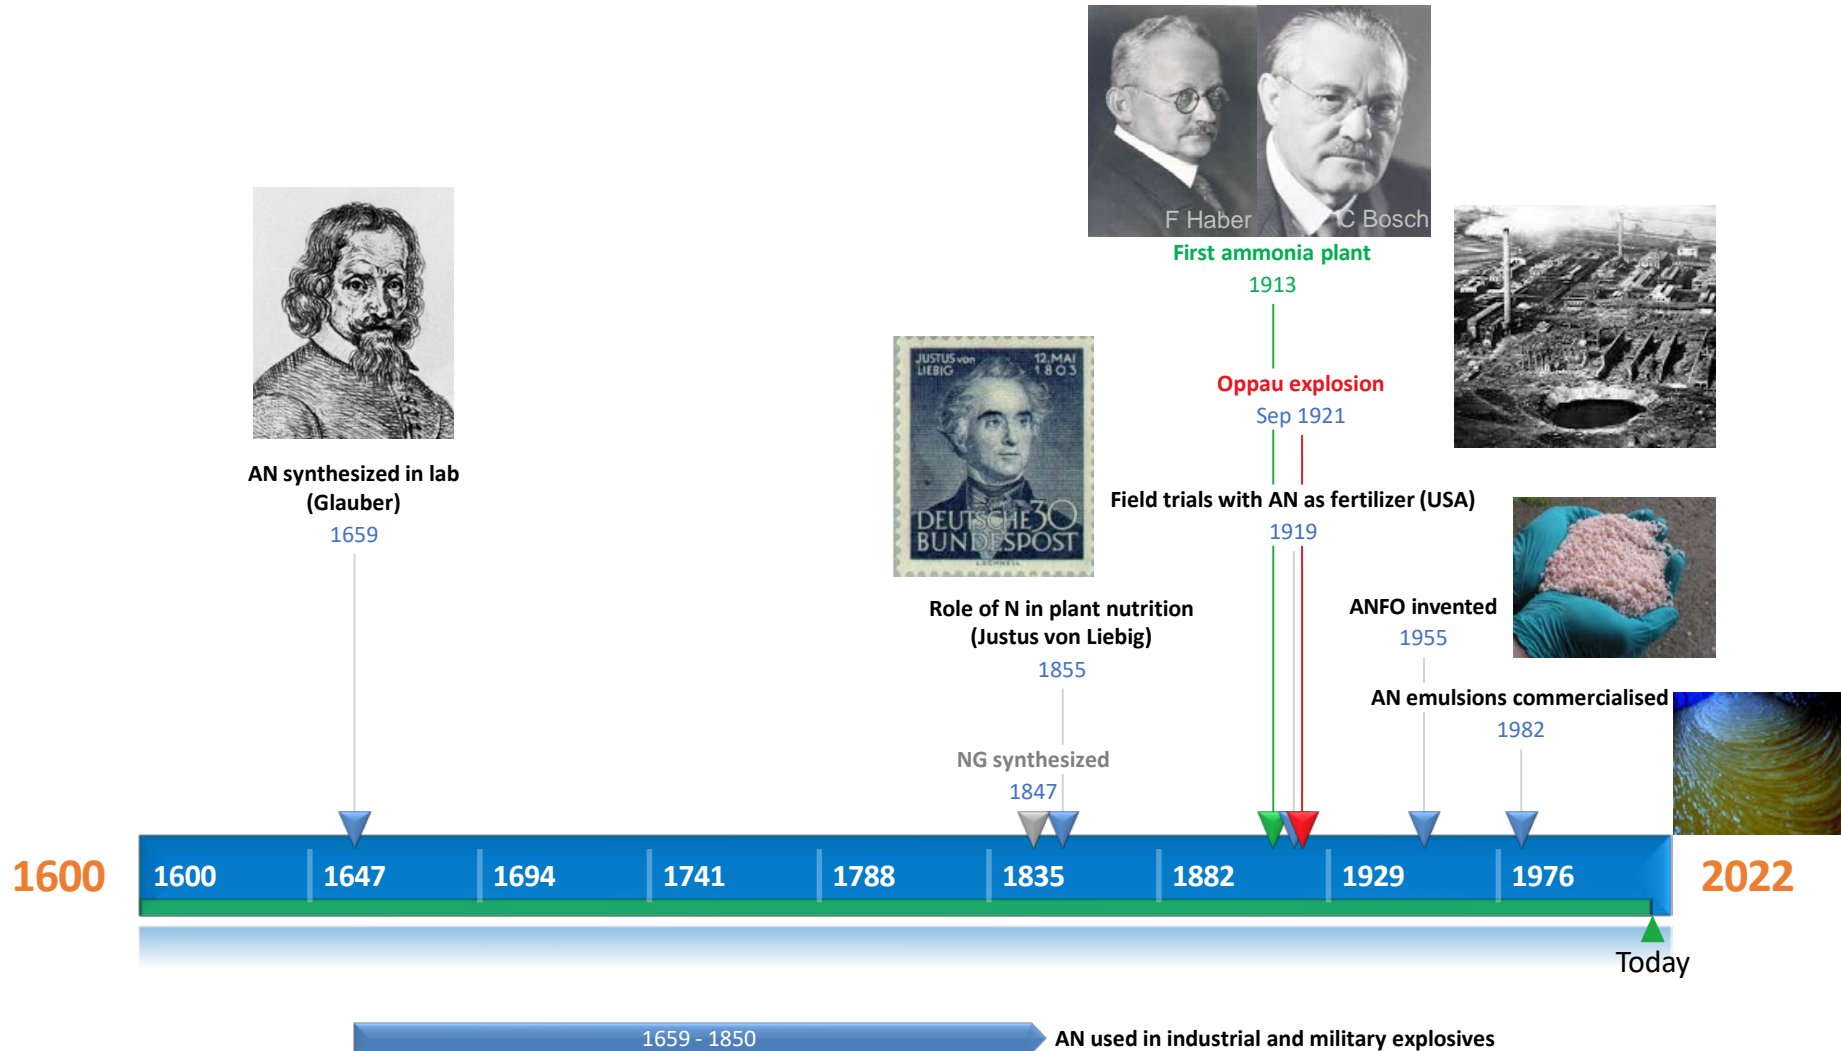 F Haber
C Bosch
First ammonia plant
1913
JUSTUS von
LIEBIG
12.MAI
1803
DEUTSCHE 30
BUNDESPOST
L.SCHNELL
Oppau explosion
Sep 1921
AN synthesized in lab
(Glauber)
1659
Field trials with AN as fertilizer (USA)
1919
Role of N in plant nutrition
(Justus von Liebig)
1855
ANFO invented
1955
AN emulsions commercialised
1982
NG synthesized
1847
1600
1600
1647
1694
1741
1788
1835
1882
1929
1976
2022
Today
1659 - 1850
AN used in industrial and military explosives